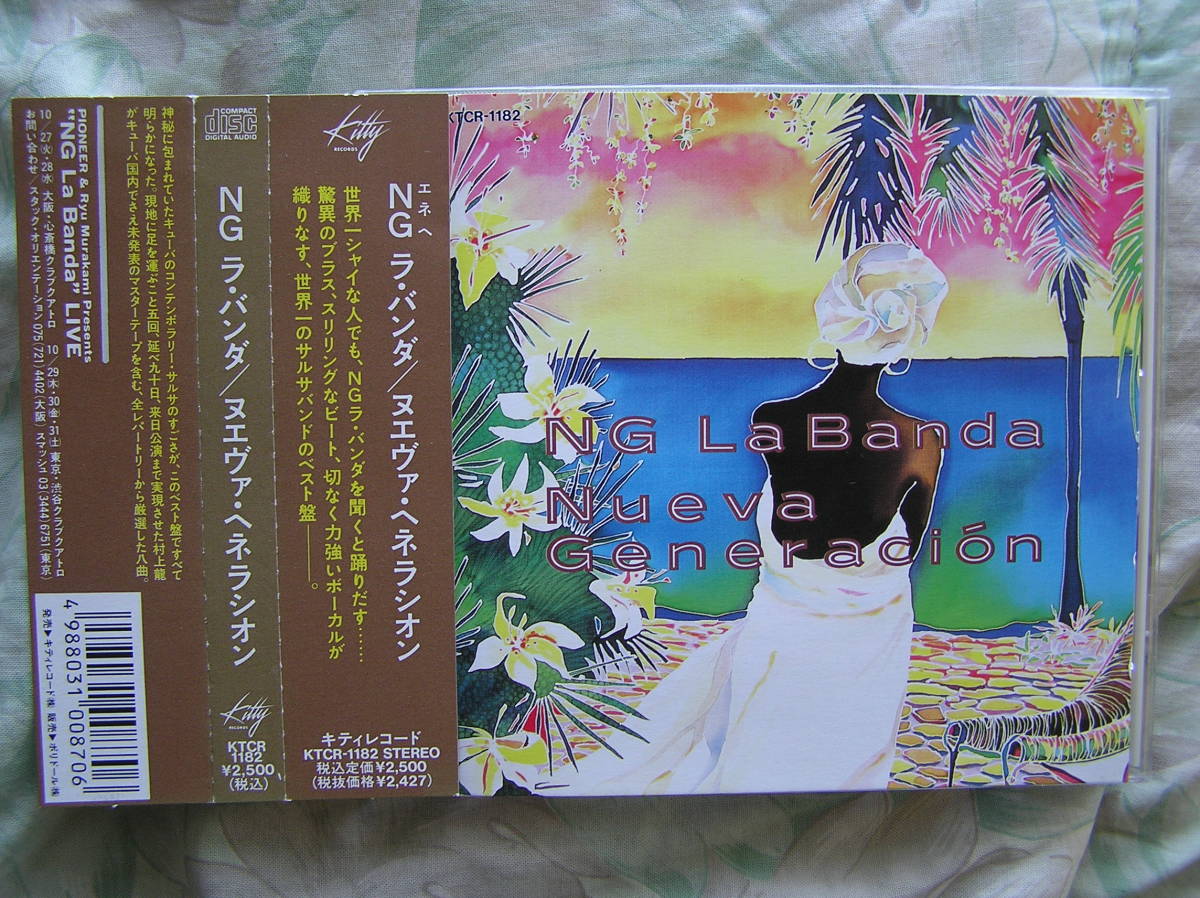 KTCR-1182
NG La Banda
Nueva
Generación
Kitty
RECORDS
エネヘ
NG ラ・バンダ/ヌエヴァ・ヘネラシオン
世界一シャイな人でも、NGラ・バンダを聞くと踊りだす……
驚異のブラス、スリリングなビート、切なく力強いボーカルが
織りなす、世界一のサルサバンドのベスト盤――。
キティレコード
KTCR-1182 STEREO
税込定価¥2,500
(税抜価格¥2,427)
COMPACT
disc
DIGITAL AUDIO
NG ラ・バンダ/ヌエヴァ・ヘネラシオン
Kitty
RECORDS
KTCR
1182
¥2,500
(税込)
神秘に包まれていたキューバのコンテンポラリー・サルサのすごさが、このベスト盤ですべて
明らかになった。現地に足を運ぶこと五回、延べ九十日、来日公演まで実現させた村上龍
がキューバ国内でさえ未発表のマスターテープを含む、全レパートリーから厳選した八曲。
PIONEER & Ryu Murakami Presents
"NG La Banda" LIVE
10/27㊋・28㊌ 大阪・心斎橋クラブクアトロ 10/29㊍・30㊎・31㊏ 東京・渋谷クラブクアトロ
お問い合わせ/スタック・オリエンテーション 075(721)4402(大阪) スマッシュ 03(3444)6751(東京)
4 988031 008706
発売▶キティレコード㈱ 販売▶ポリドール㈱